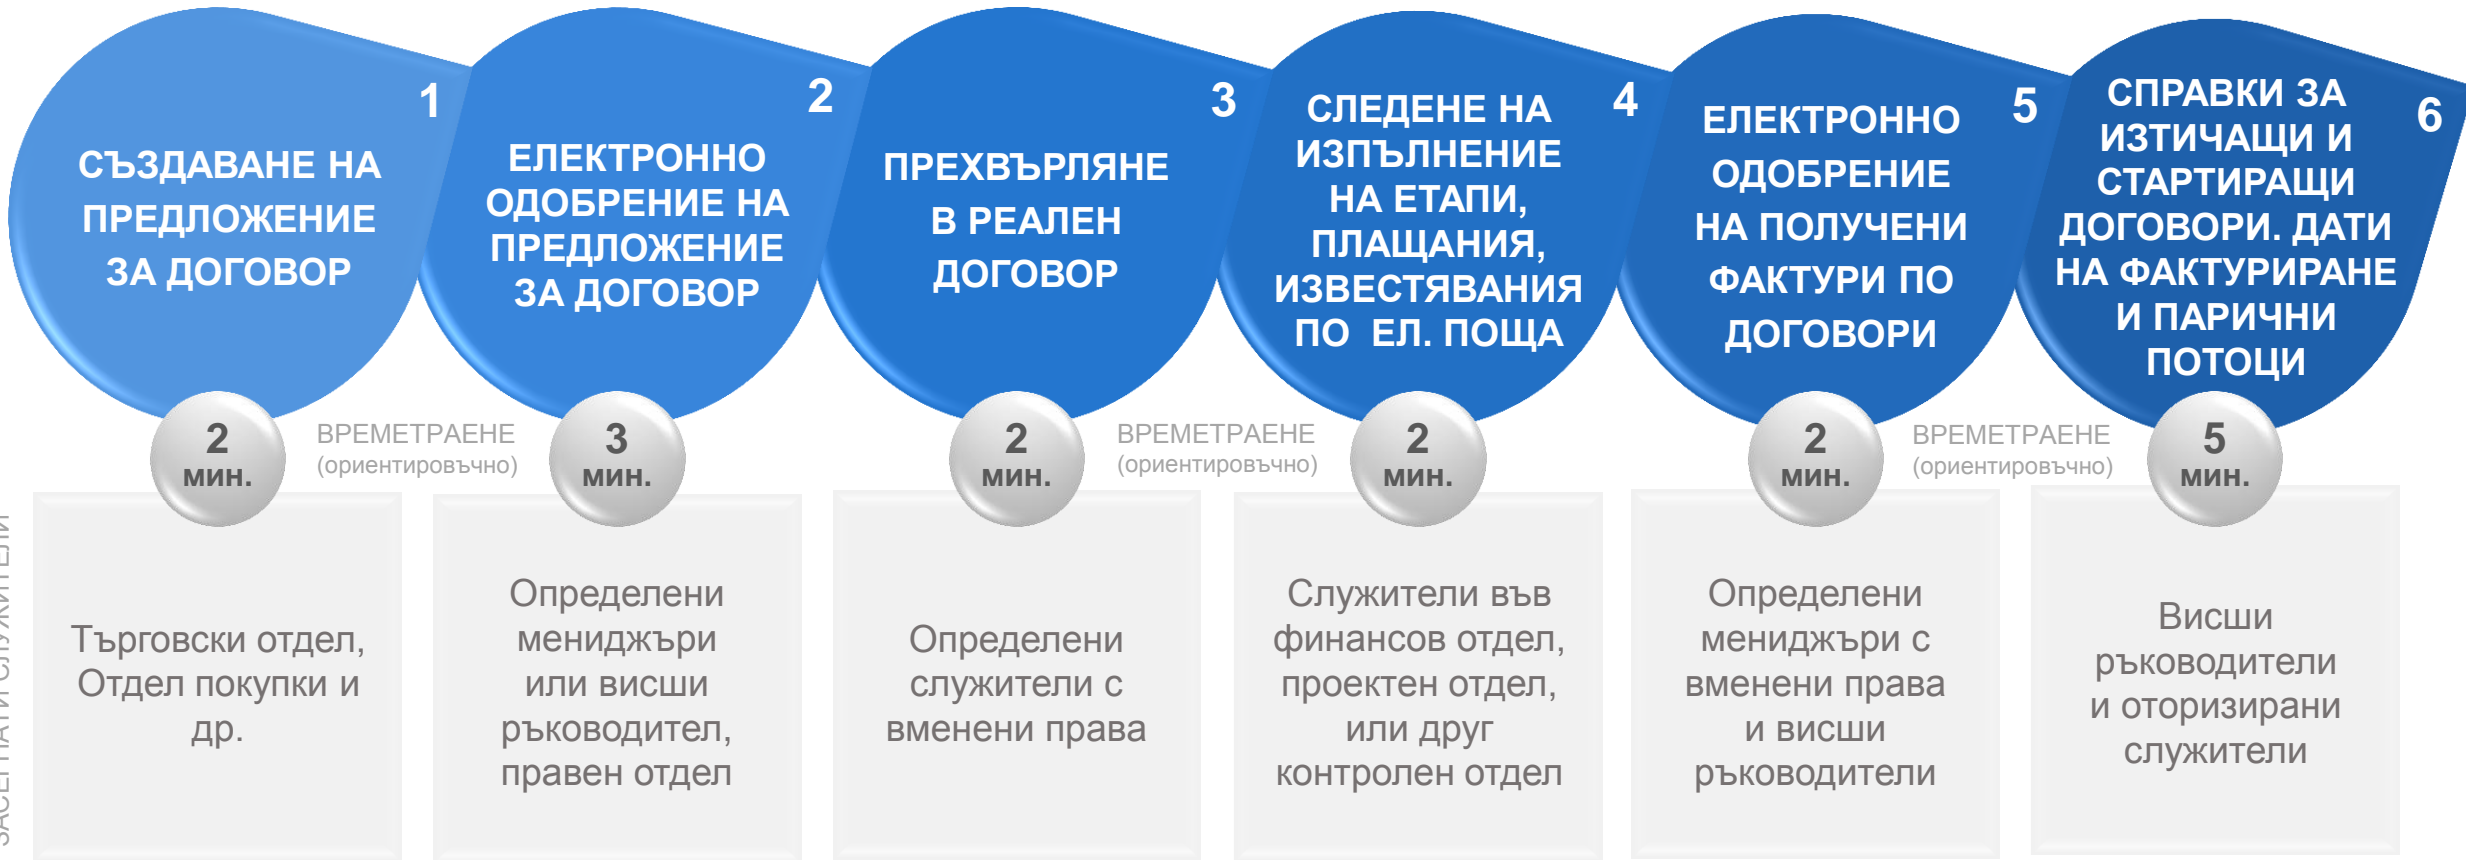 1
СЪЗДАВАНЕ НА
ПРЕДЛОЖЕНИЕ
ЗА ДОГОВОР
2
ЕЛЕКТРОННО
ОДОБРЕНИЕ НА
ПРЕДЛОЖЕНИЕ
ЗА ДОГОВОР
3
ПРЕХВЪРЛЯНЕ
В РЕАЛЕН
ДОГОВОР
4
СЛЕДЕНЕ НА
ИЗПЪЛНЕНИЕ
НА ЕТАПИ,
ПЛАЩАНИЯ,
ИЗВЕСТЯВАНИЯ
ПО ЕЛ. ПОЩА
5
ЕЛЕКТРОННО
ОДОБРЕНИЕ
НА ПОЛУЧЕНИ
ФАКТУРИ ПО
ДОГОВОРИ
6
СПРАВКИ ЗА
ИЗТИЧАЩИ И
СТАРТИРАЩИ
ДОГОВОРИ. ДАТИ
НА ФАКТУРИРАНЕ
И ПАРИЧНИ
ПОТОЦИ
2
мин.
ВРЕМЕТРАЕНЕ
(ориентировъчно)
3
мин.
2
мин.
ВРЕМЕТРАЕНЕ
(ориентировъчно)
2
мин.
2
мин.
ВРЕМЕТРАЕНЕ
(ориентировъчно)
5
мин.
ЗАСЕГНАТИ СЛУЖИТЕЛИ
Търговски отдел,
Отдел покупки и
др.
Определени
мениджъри
или висши
ръководител,
правен отдел
Определени
служители с
вменени права
Служители във
финансов отдел,
проектен отдел,
или друг
контролен отдел
Определени
мениджъри с
вменени права
и висши
ръководители
Висши
ръководители
и оторизирани
служители